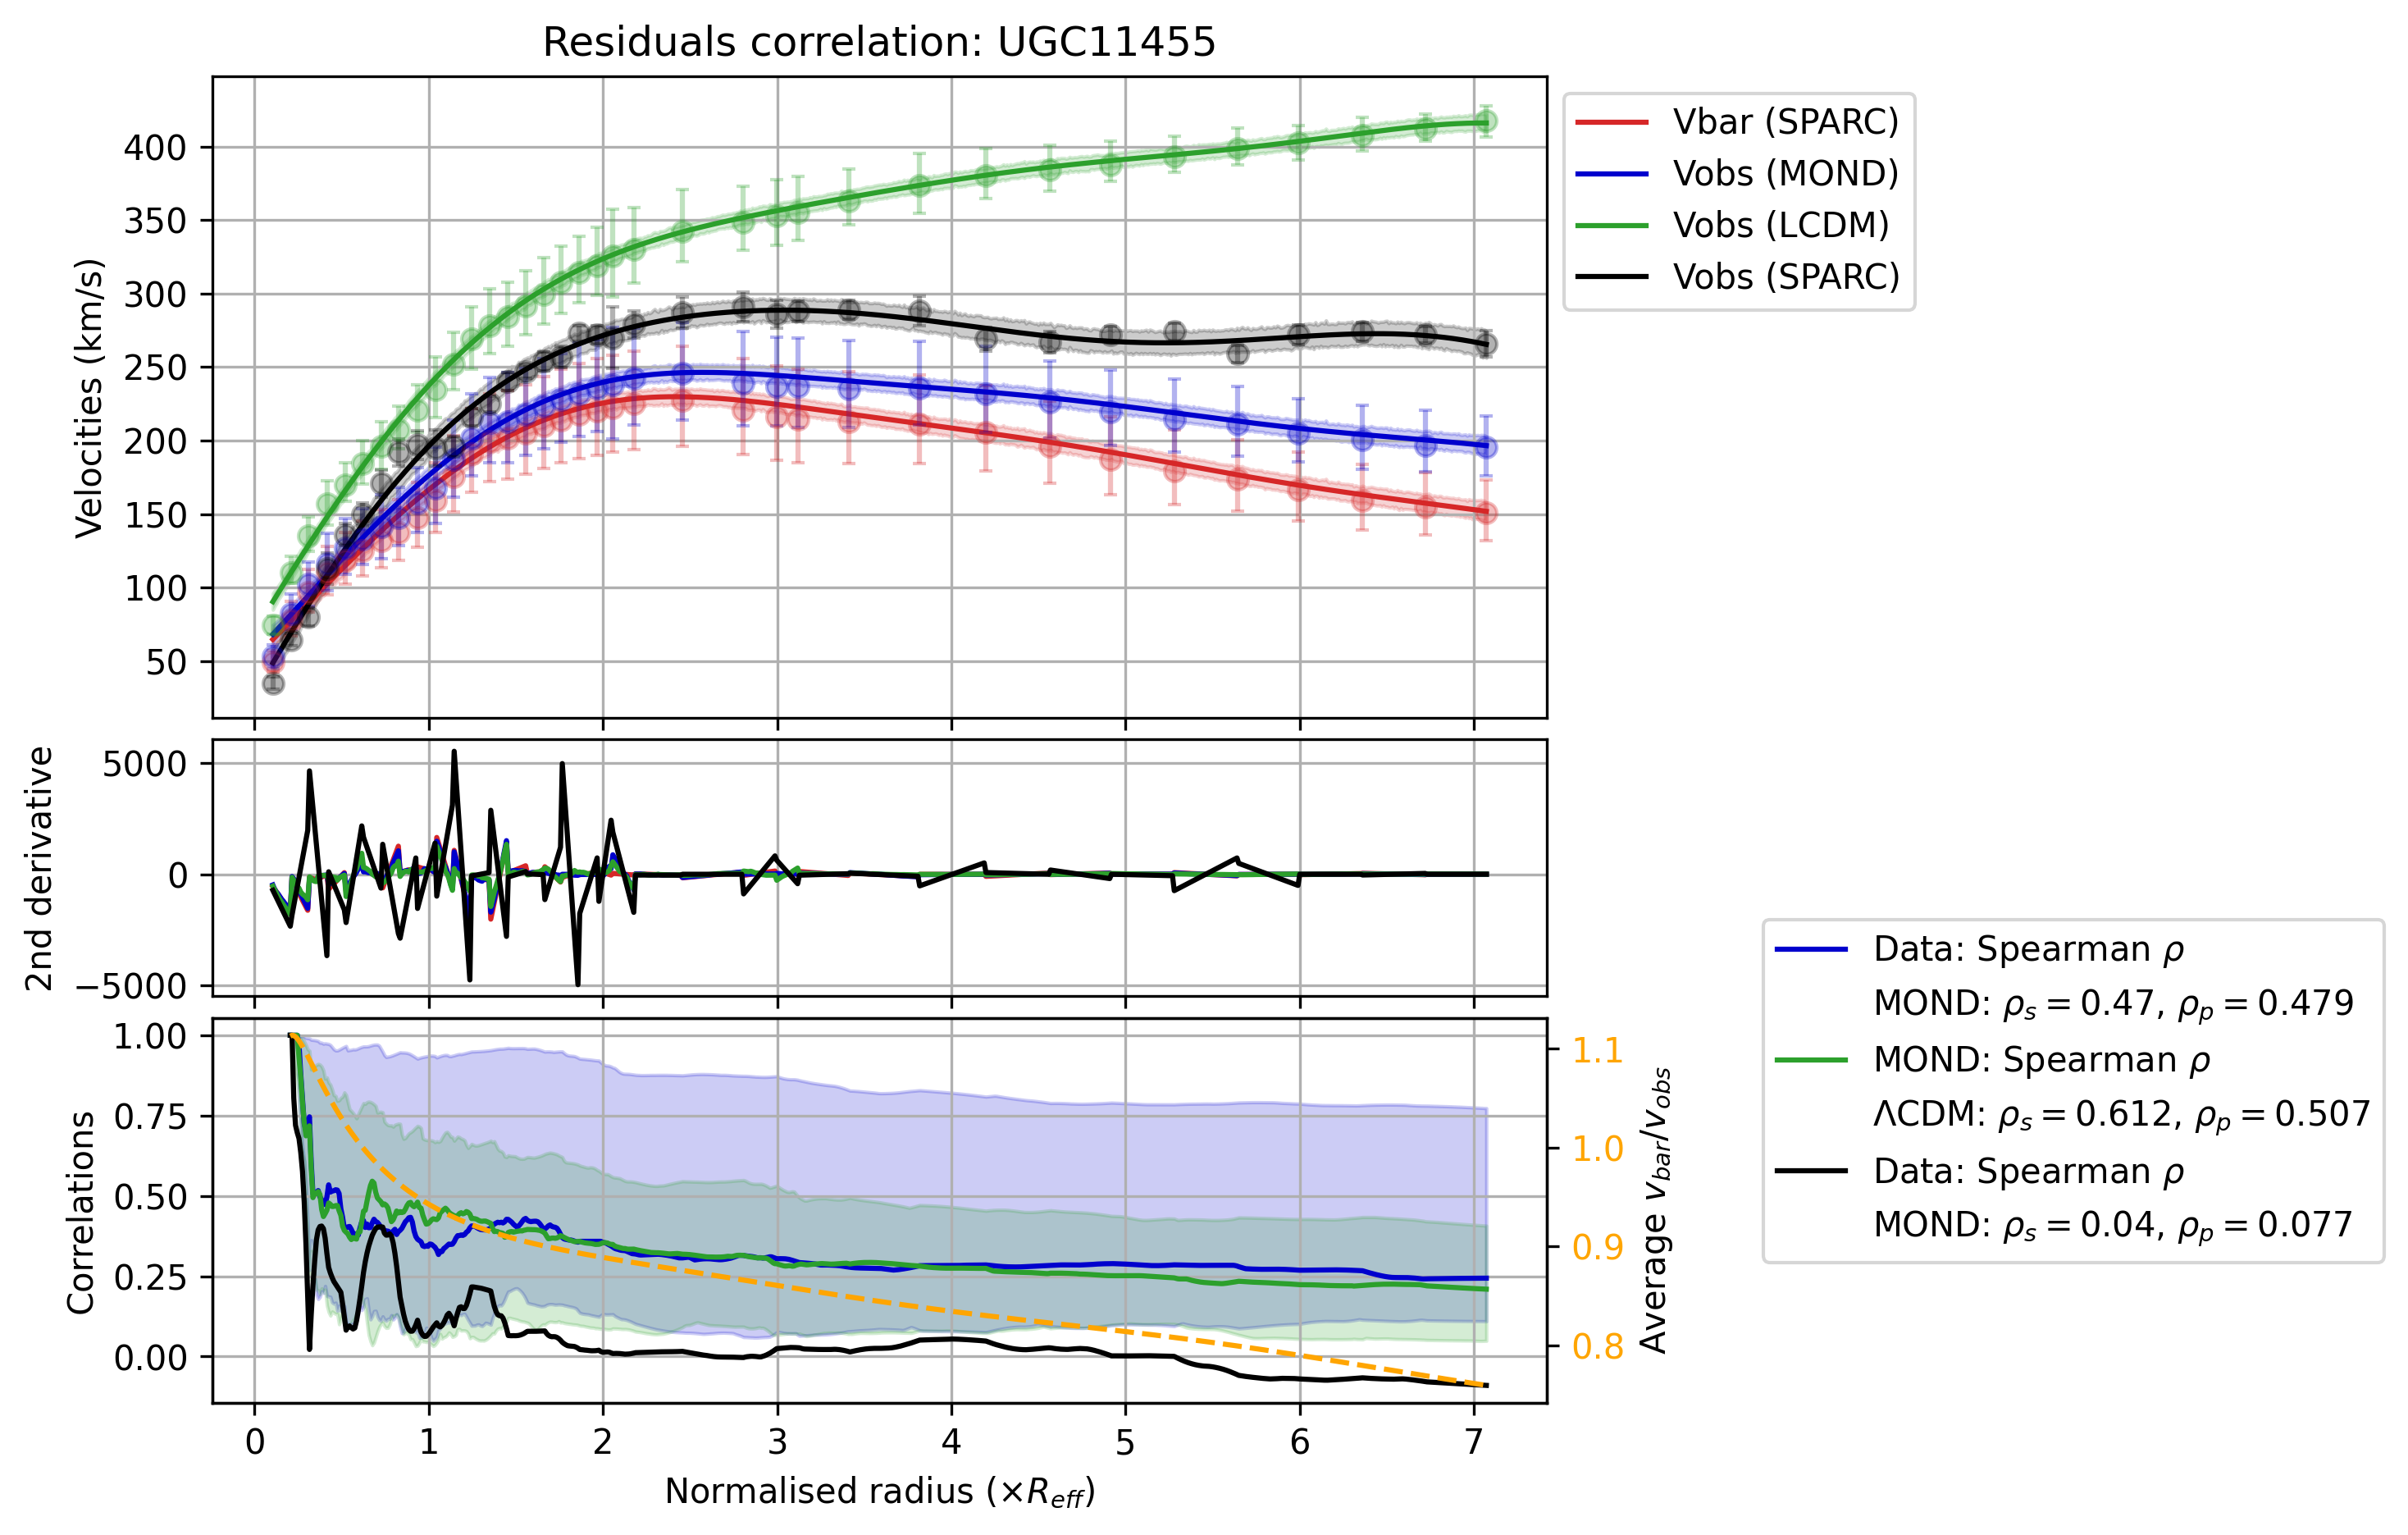 Residuals correlation: UGC11455
Velocities (km/s)
400
350
300
250
200
150
100
50
Vbar (SPARC)
Vobs (MOND)
Vobs (LCDM)
Vobs (SPARC)
2nd derivative
5000
0
−5000
Correlations
1.00
0.75
0.50
0.25
0.00
1.1
1.0
0.9
0.8
Average v_bar/v_obs
Data: Spearman ρ
MOND: ρ_s = 0.47, ρ_p = 0.479
MOND: Spearman ρ
ΛCDM: ρ_s = 0.612, ρ_p = 0.507
Data: Spearman ρ
MOND: ρ_s = 0.04, ρ_p = 0.077
0 1 2 3 4 5 6 7
Normalised radius (×R_eff)